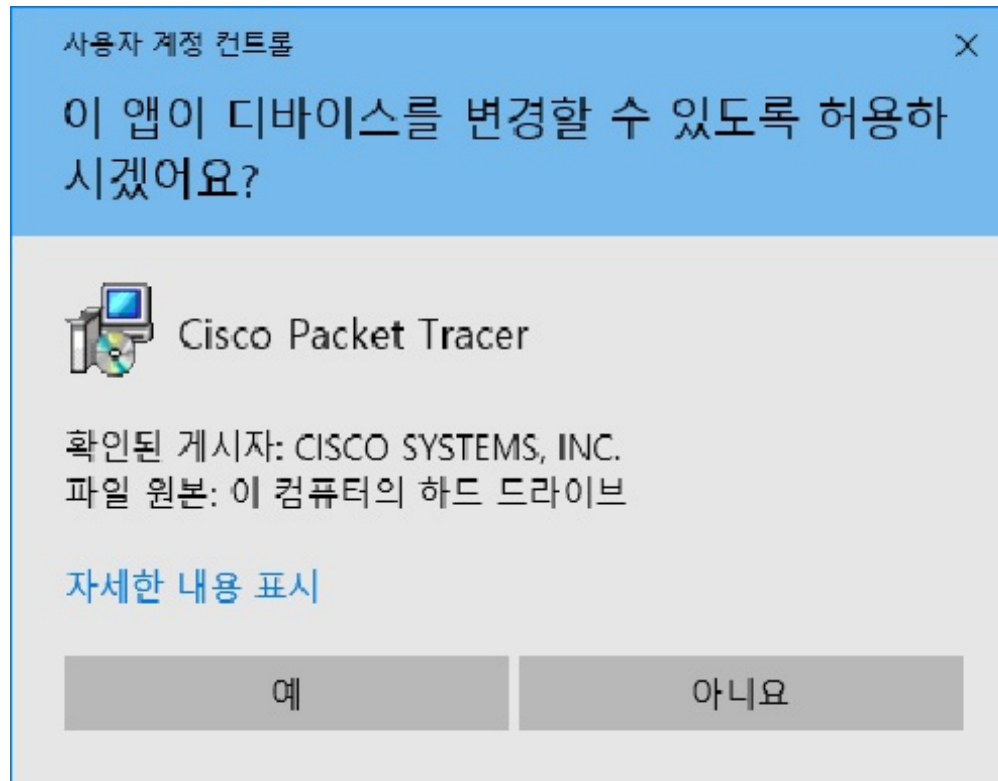 사용자 계정 컨트롤
이 앱이 디바이스를 변경할 수 있도록 허용하
시겠어요?
Cisco Packet Tracer
확인된 게시자: CISCO SYSTEMS, INC.
파일 원본: 이 컴퓨터의 하드 드라이브
자세한 내용 표시
예
아니요